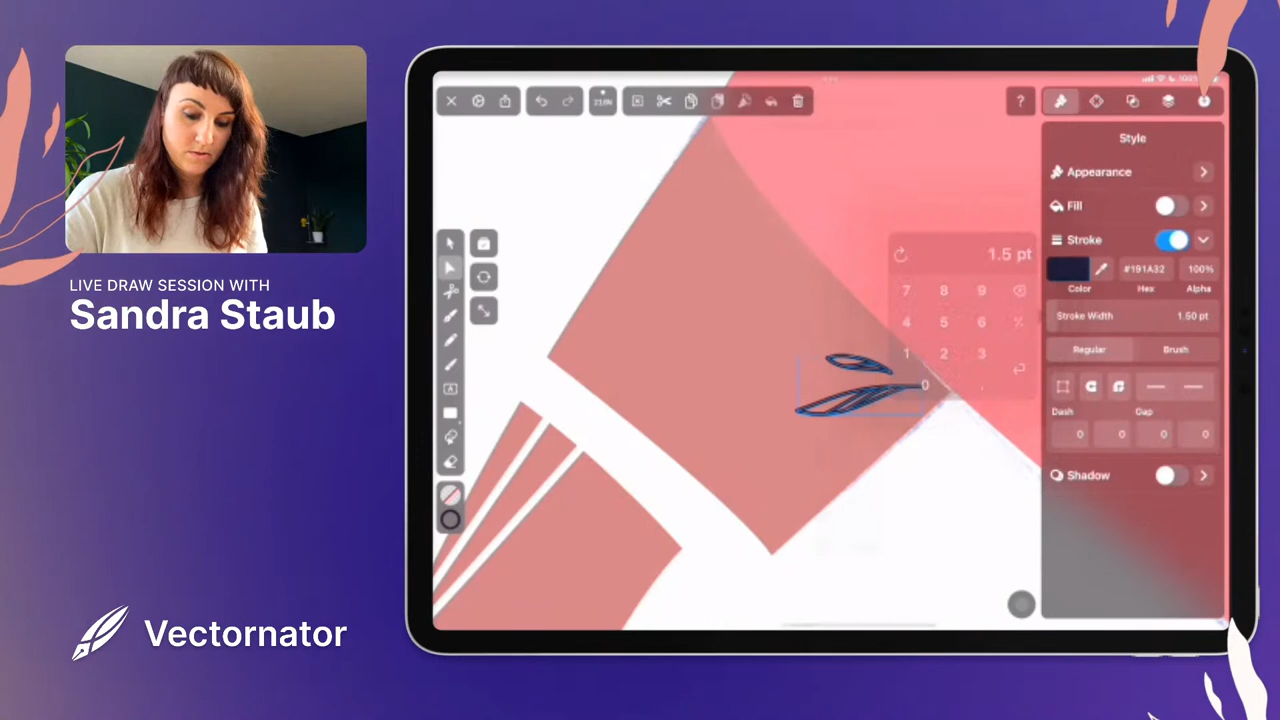 LIVE DRAW SESSION WITH
Sandra Staub
Vectornator
?
Style
Appearance
Fill
Stroke
#191A32 100%
Color Hex Alpha
Stroke Width 1.50 pt
Regular Brush
Dash Gap
0 0 0 0
Shadow
1.5 pt
7 8 9
4 5 6 %
1 2 3
0 .